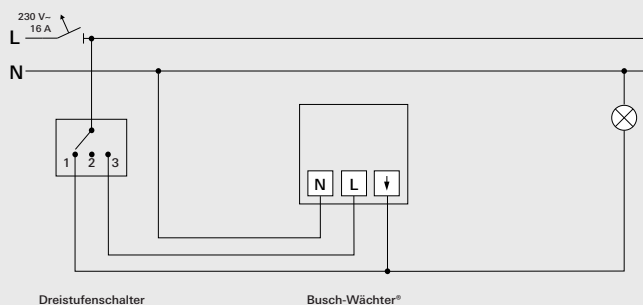 230 V~
16 A
L
N
1 2 3
N L
Dreistufenschalter Busch-Wächter®